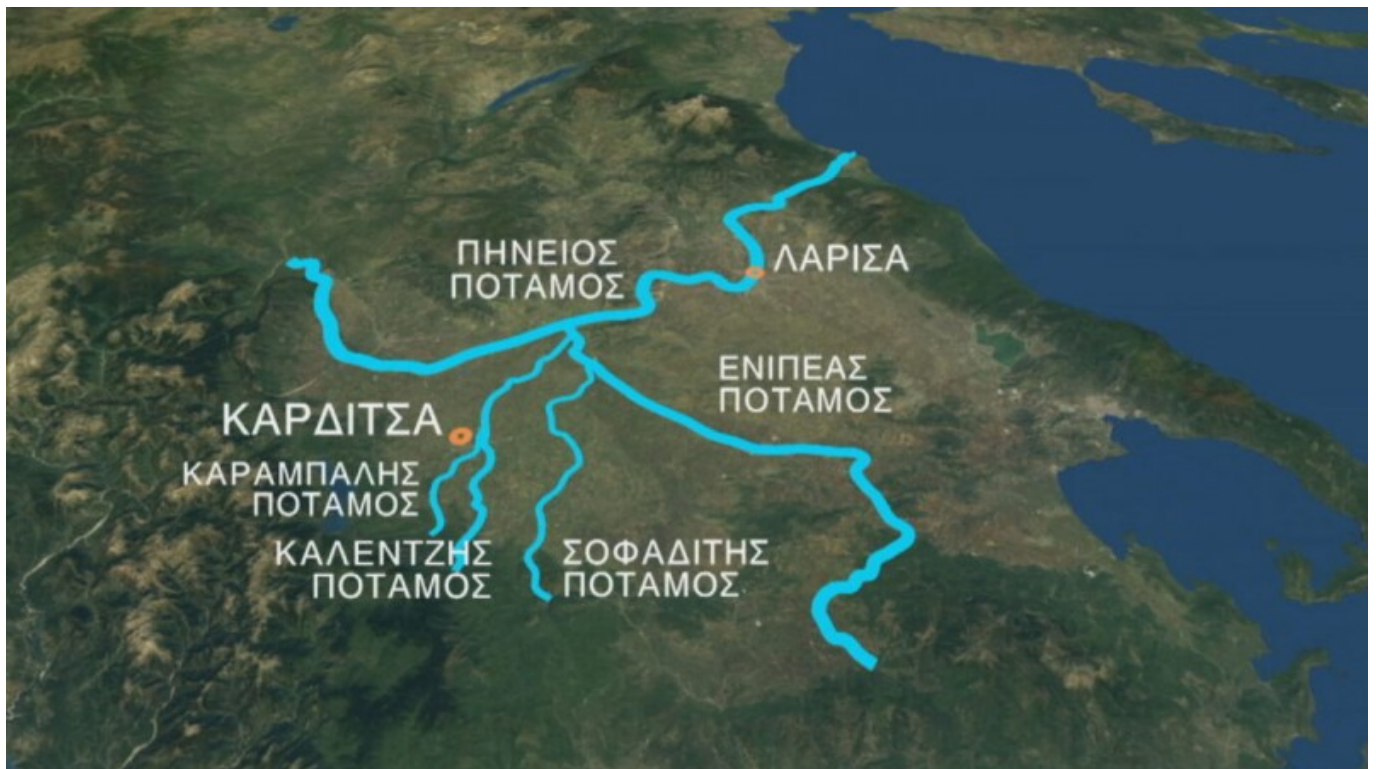 ΠΗΝΕΙΟΣ
ΠΟΤΑΜΟΣ
ΛΑΡΙΣΑ
ΕΝΙΠΕΑΣ
ΠΟΤΑΜΟΣ
ΚΑΡΔΙΤΣΑ
ΚΑΡΑΜΠΑΛΗΣ
ΠΟΤΑΜΟΣ
ΚΑΛΕΝΤΖΗΣ
ΠΟΤΑΜΟΣ
ΣΟΦΑΔΙΤΗΣ
ΠΟΤΑΜΟΣ